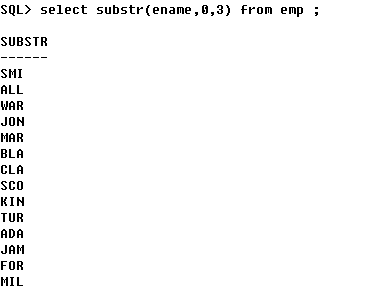 SQL> select substr(ename,0,3) from emp ;
SUBSTR
------
SMI
ALL
WAR
JON
MAR
BLA
CLA
SCO
KIN
TUR
ADA
JAM
FOR
MIL